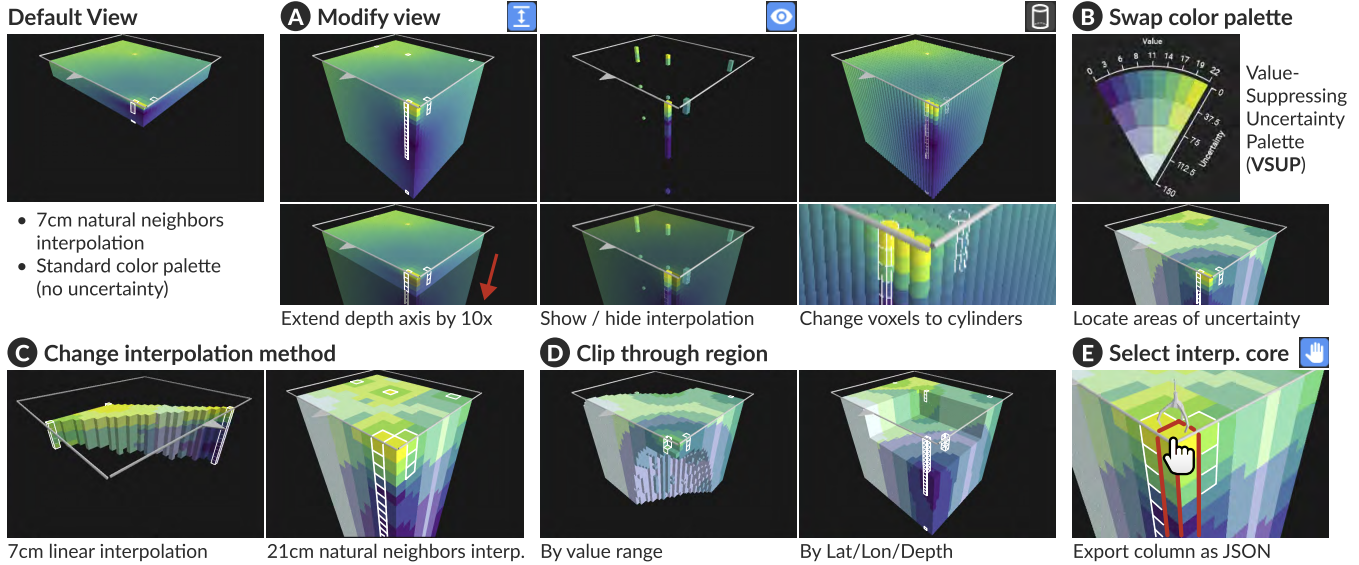 Default View
A Modify view
B Swap color palette
Value
0 3 6 8 11 14 17 19 22
0
37.5
75
112.5
150
Uncertainty
Value-
Suppressing
Uncertainty
Palette
(VSUP)
• 7cm natural neighbors
interpolation
• Standard color palette
(no uncertainty)
Extend depth axis by 10x
Show / hide interpolation
Change voxels to cylinders
Locate areas of uncertainty
C Change interpolation method
D Clip through region
E Select interp. core
7cm linear interpolation
21cm natural neighbors interp.
By value range
By Lat/Lon/Depth
Export column as JSON